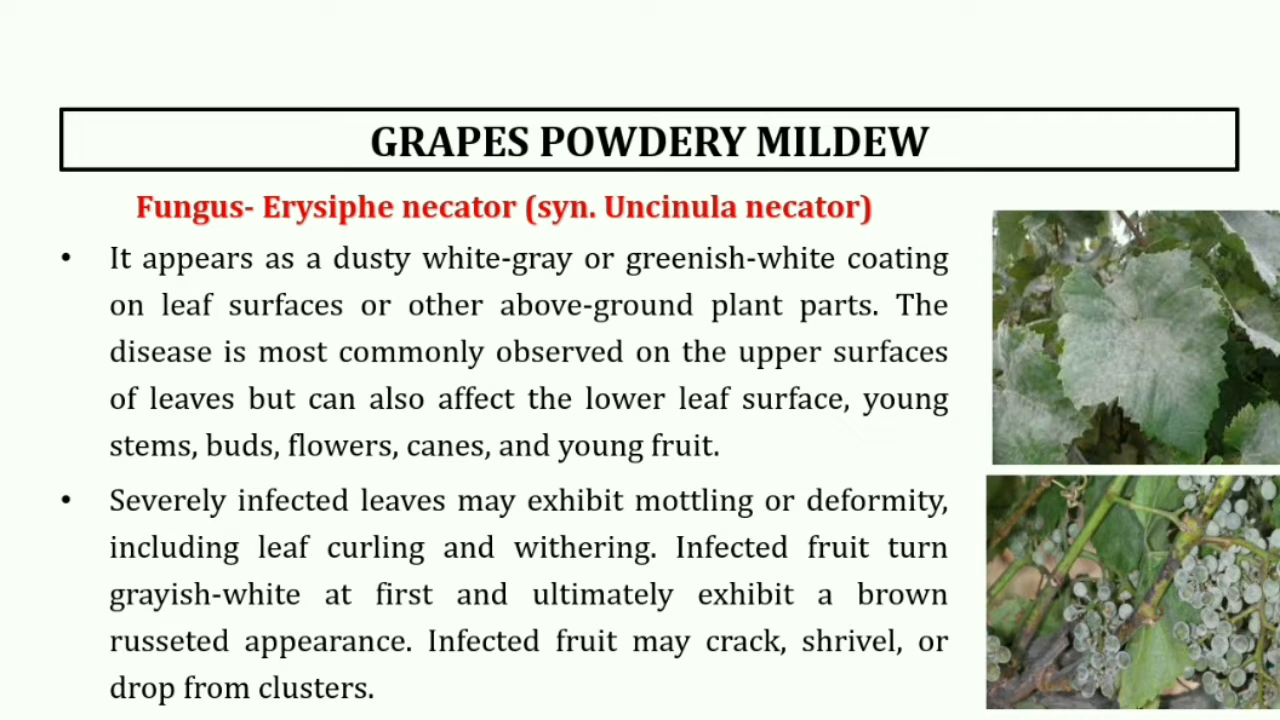 GRAPES POWDERY MILDEW
Fungus- Erysiphe necator (syn. Uncinula necator)
• It appears as a dusty white-gray or greenish-white coating
on leaf surfaces or other above-ground plant parts. The
disease is most commonly observed on the upper surfaces
of leaves but can also affect the lower leaf surface, young
stems, buds, flowers, canes, and young fruit.
• Severely infected leaves may exhibit mottling or deformity,
including leaf curling and withering. Infected fruit turn
grayish-white at first and ultimately exhibit a brown
russeted appearance. Infected fruit may crack, shrivel, or
drop from clusters.